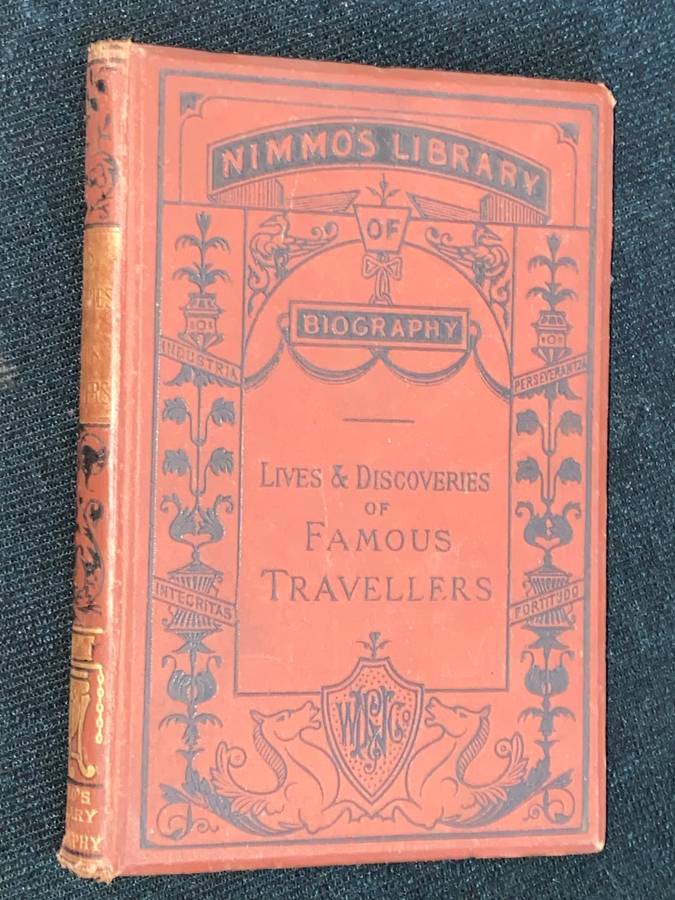 NIMMO'S LIBRARY
OF
BIOGRAPHY
INDUSTRIA
PERSEVERANTIA
LIVES & DISCOVERIES
OF
FAMOUS
TRAVELLERS
INTEGRITAS
FORTITUDO